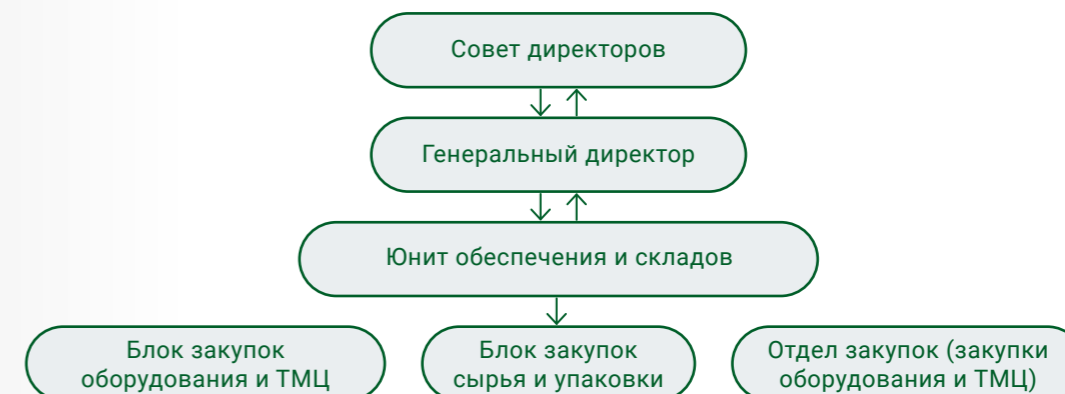 Совет директоров
Генеральный директор
Юнит обеспечения и складов
Блок закупок
оборудования и ТМЦ
Блок закупок
сырья и упаковки
Отдел закупок (закупки
оборудования и ТМЦ)